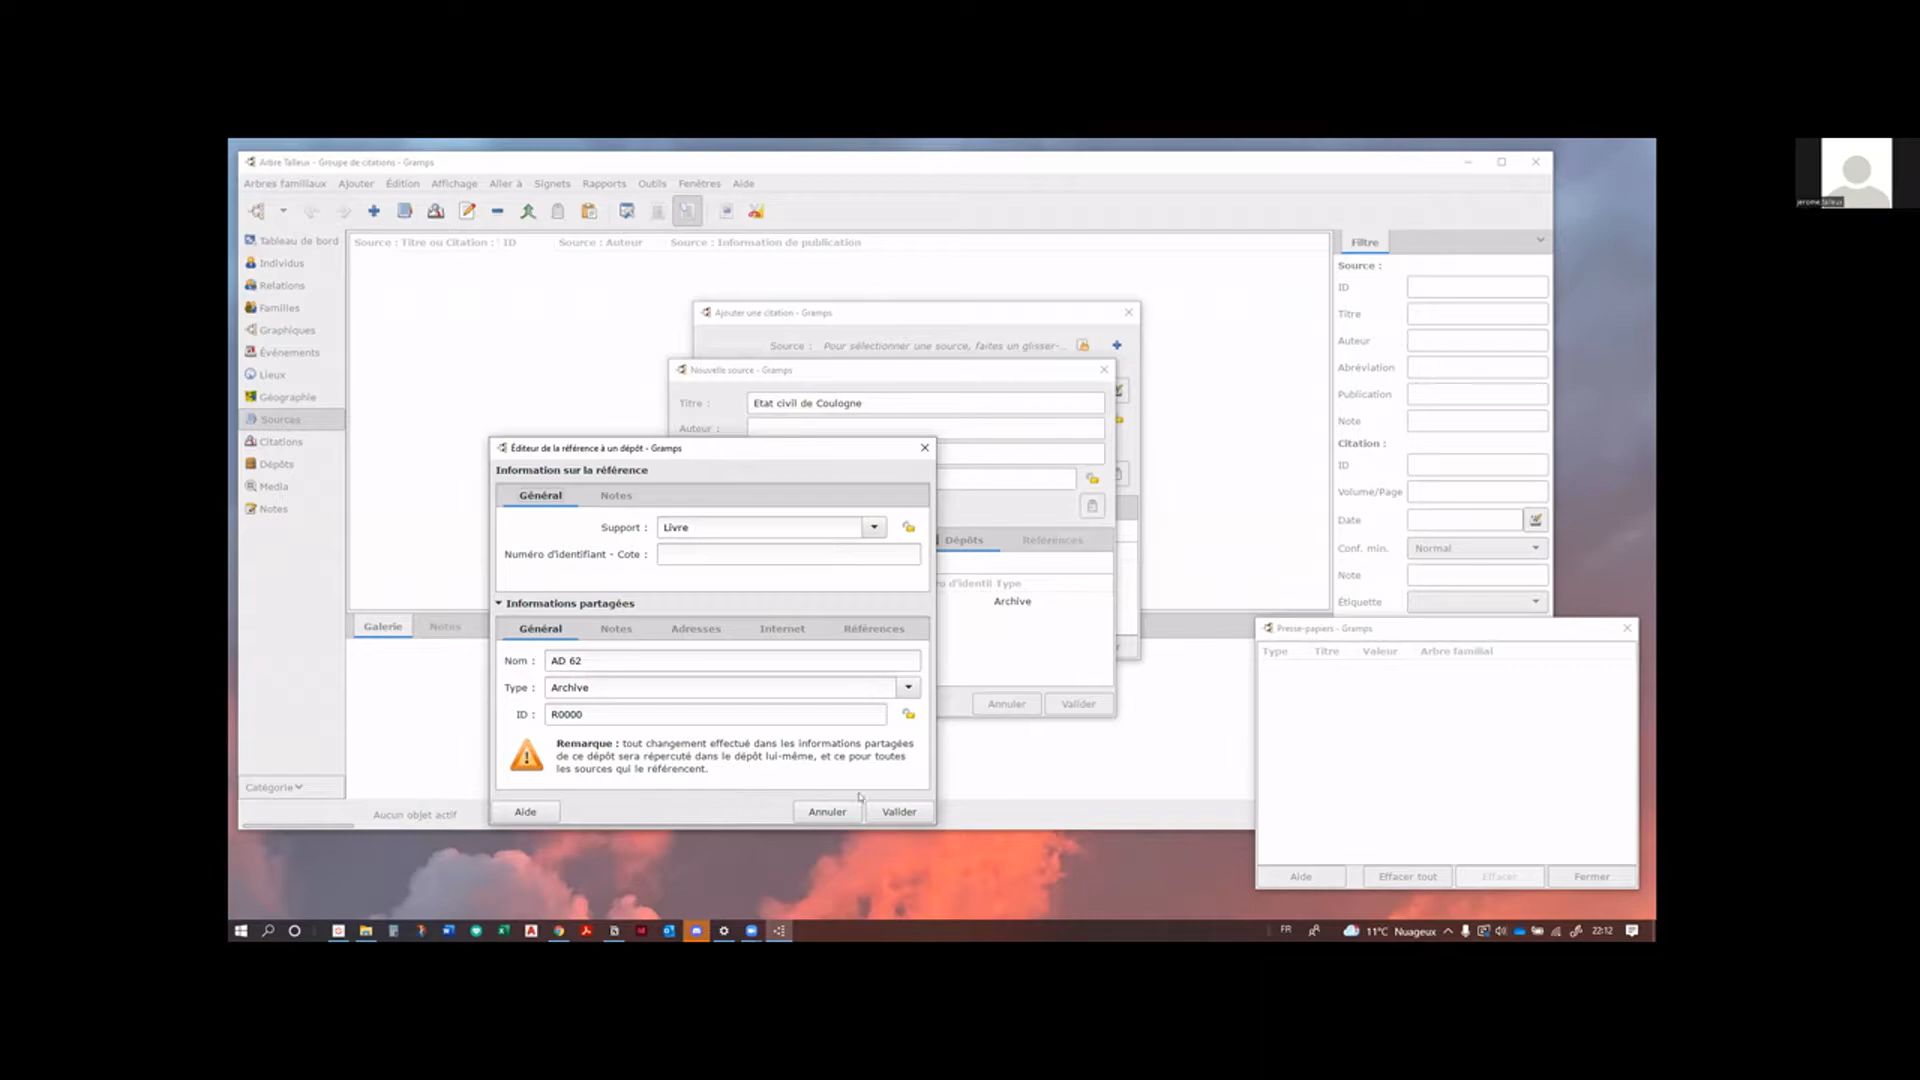 Arbre Talleux - Groupe de citations - Gramps
Arbres familiaux Ajouter Édition Affichage Aller à Signets Rapports Outils Fenêtres Aide
Tableau de bord
Individus
Relations
Familles
Graphiques
Événements
Lieux
Géographie
Sources
Citations
Dépôts
Media
Notes
Catégorie
Source : Titre ou Citation : ID Source : Auteur Source : Information de publication
Galerie Notes
Aucun objet actif
Filtre
Source :
ID
Titre
Auteur
Abréviation
Publication
Note
Citation :
ID
Volume/Page
Date
Conf. min. Normal
Note
Étiquette
Ajouter une citation - Gramps
Source : Pour sélectionner une source, faites un glisser-...
Nouvelle source - Gramps
Titre : Etat civil de Coulogne
Auteur :
Dépôts Références
o d'identif Type
Archive
Annuler Valider
Éditeur de la référence à un dépôt - Gramps
Information sur la référence
Général Notes
Support : Livre
Numéro d'identifiant - Cote :
Informations partagées
Général Notes Adresses Internet Références
Nom : AD 62
Type : Archive
ID : R0000
Remarque : tout changement effectué dans les informations partagées
de ce dépôt sera répercuté dans le dépôt lui-même, et ce pour toutes
les sources qui le référencent.
Aide Annuler Valider
Presse-papiers - Gramps
Type Titre Valeur Arbre familial
Aide Effacer tout Effacer Fermer
FR 11°C Nuageux 22:12
jerome talleux